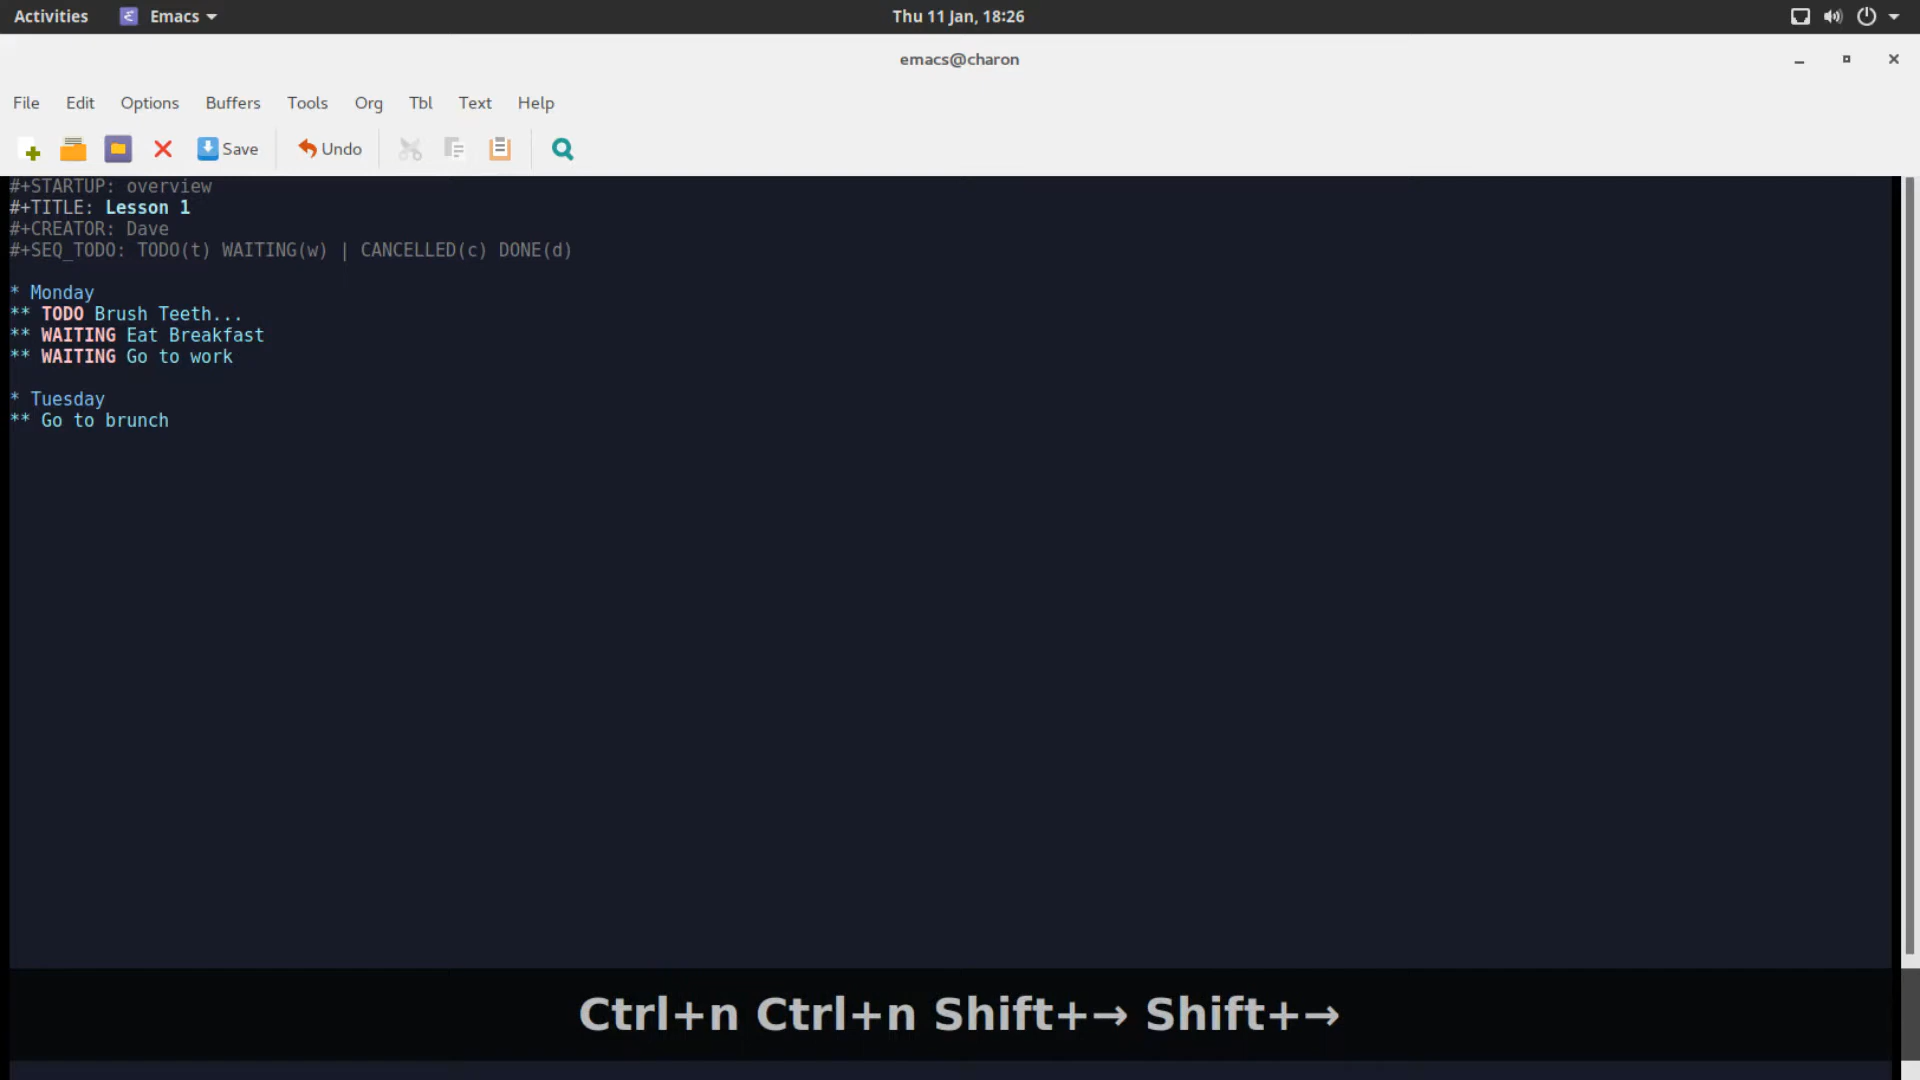 Activities Emacs Thu 11 Jan, 18:26
emacs@charon
File Edit Options Buffers Tools Org Tbl Text Help
Save Undo
#+STARTUP: overview
#+TITLE: Lesson 1
#+CREATOR: Dave
#+SEQ_TODO: TODO(t) WAITING(w) | CANCELLED(c) DONE(d)
* Monday
** TODO Brush Teeth...
** WAITING Eat Breakfast
** WAITING Go to work
* Tuesday
** Go to brunch
Ctrl+n Ctrl+n Shift+→ Shift+→